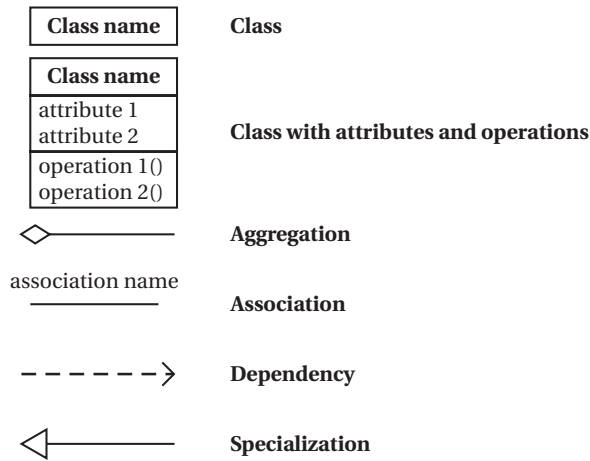 Class name Class
Class name
attribute 1
attribute 2 Class with attributes and operations
operation 1()
operation 2()
Aggregation
association name
Association
Dependency
Specialization